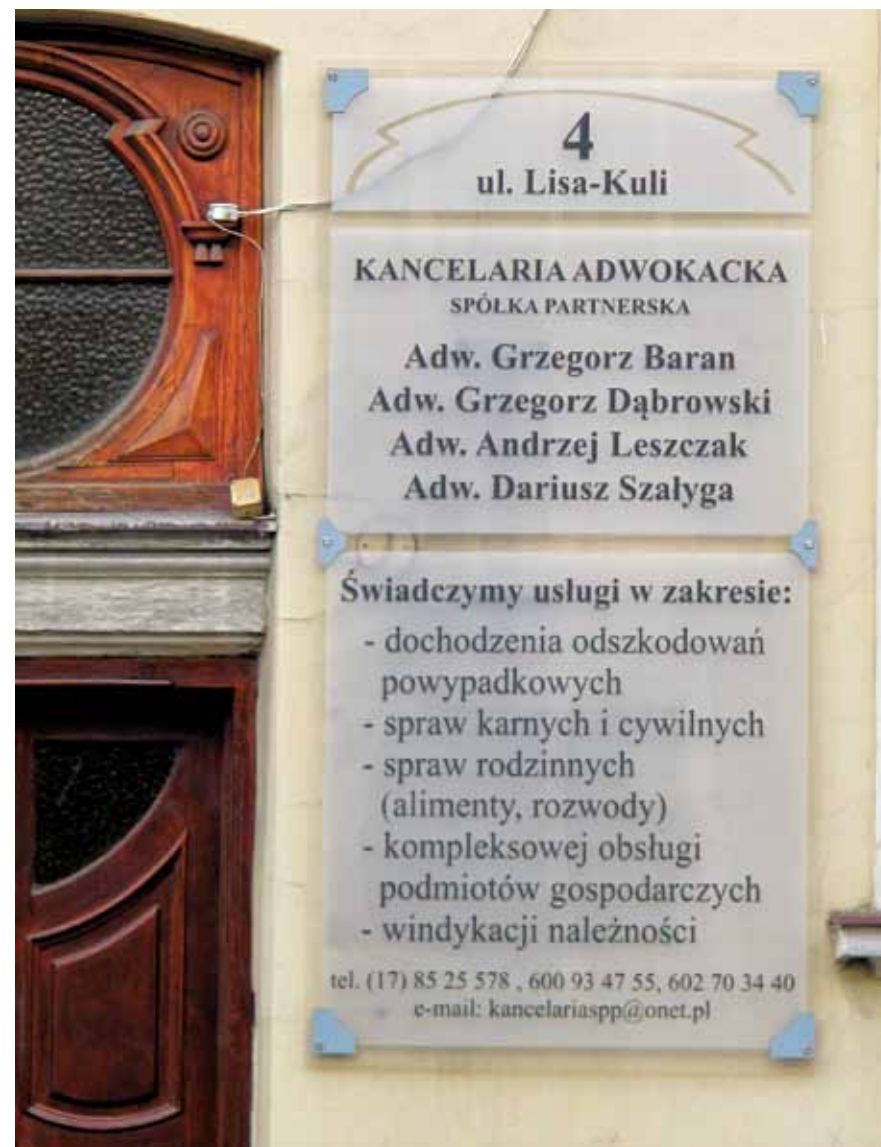 4
ul. Lisa-Kuli
KANCELARIA ADWOKACKA
SPÓŁKA PARTNERSKA
Adw. Grzegorz Baran
Adw. Grzegorz Dąbrowski
Adw. Andrzej Leszczak
Adw. Dariusz Szałyga
Świadczymy usługi w zakresie:
- dochodzenia odszkodowań
powypadkowych
- spraw karnych i cywilnych
- spraw rodzinnych
(alimenty, rozwody)
- kompleksowej obsługi
podmiotów gospodarczych
- windykacji należności
tel. (17) 85 25 578 , 600 93 47 55, 602 70 34 40
e-mail: kancelariaspp@onet.pl